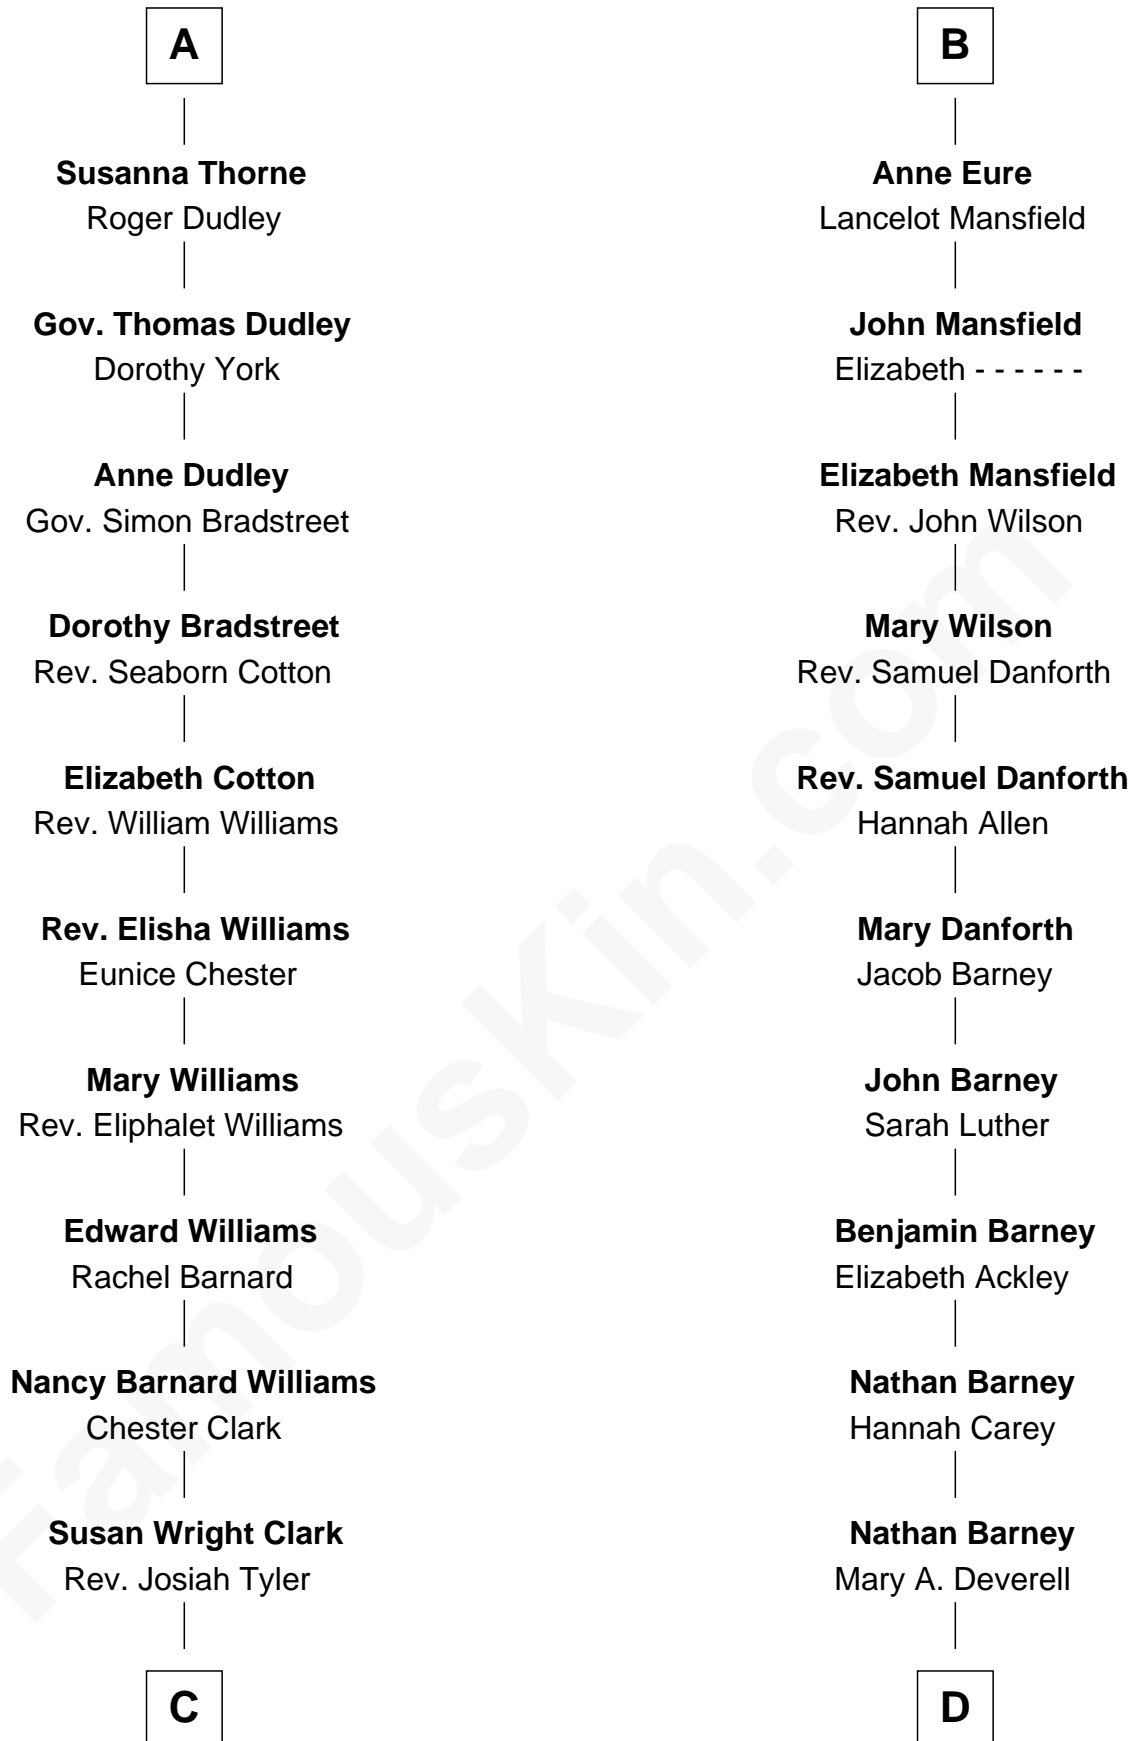 A
Susanna Thorne
Roger Dudley
Gov. Thomas Dudley
Dorothy York
Anne Dudley
Gov. Simon Bradstreet
Dorothy Bradstreet
Rev. Seaborn Cotton
Elizabeth Cotton
Rev. William Williams
Rev. Elisha Williams
Eunice Chester
Mary Williams
Rev. Eliphalet Williams
Edward Williams
Rachel Barnard
Nancy Barnard Williams
Chester Clark
Susan Wright Clark
Rev. Josiah Tyler
C
B
Anne Eure
Lancelot Mansfield
John Mansfield
Elizabeth - - - - - -
Elizabeth Mansfield
Rev. John Wilson
Mary Wilson
Rev. Samuel Danforth
Rev. Samuel Danforth
Hannah Allen
Mary Danforth
Jacob Barney
John Barney
Sarah Luther
Benjamin Barney
Elizabeth Ackley
Nathan Barney
Hannah Carey
Nathan Barney
Mary A. Deverell
D
FamousKin.com